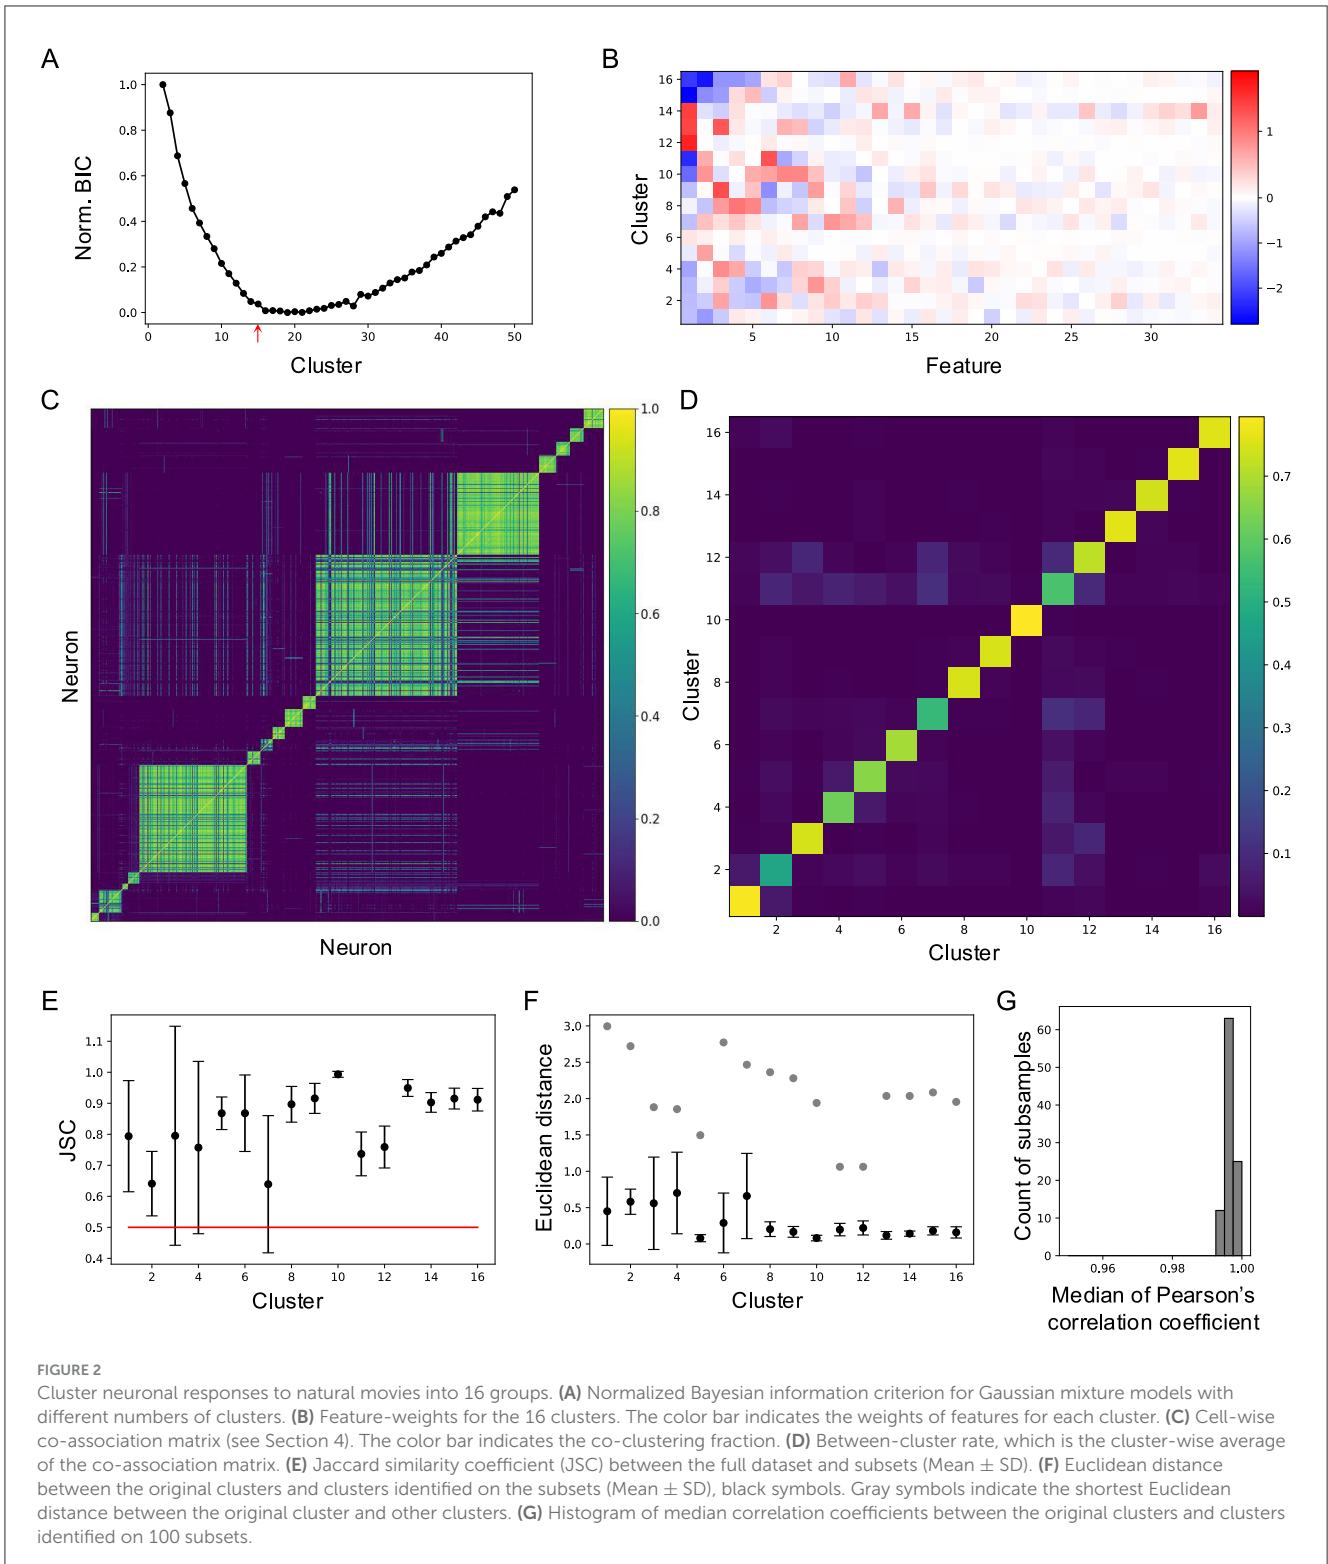 A
1.0
0.8
0.6
0.4
0.2
0.0
Norm. BIC
0 10 20 30 40 50
Cluster
B
16
14
12
10
8
6
4
2
Cluster
5 10 15 20 25 30
Feature
1
0
−1
−2
C
Neuron
Neuron
1.0
0.8
0.6
0.4
0.2
0.0
D
16
14
12
10
8
6
4
2
Cluster
2 4 6 8 10 12 14 16
Cluster
0.7
0.6
0.5
0.4
0.3
0.2
0.1
E
1.1
1.0
0.9
0.8
0.7
0.6
0.5
0.4
JSC
2 4 6 8 10 12 14 16
Cluster
F
3.0
2.5
2.0
1.5
1.0
0.5
0.0
Euclidean distance
2 4 6 8 10 12 14 16
Cluster
G
60
50
40
30
20
10
0
Count of subsamples
0.96 0.98 1.00
Median of Pearson's
correlation coefficient
FIGURE 2
Cluster neuronal responses to natural movies into 16 groups. (A) Normalized Bayesian information criterion for Gaussian mixture models with
different numbers of clusters. (B) Feature-weights for the 16 clusters. The color bar indicates the weights of features for each cluster. (C) Cell-wise
co-association matrix (see Section 4). The color bar indicates the co-clustering fraction. (D) Between-cluster rate, which is the cluster-wise average
of the co-association matrix. (E) Jaccard similarity coefficient (JSC) between the full dataset and subsets (Mean ± SD). (F) Euclidean distance
between the original clusters and clusters identified on the subsets (Mean ± SD), black symbols. Gray symbols indicate the shortest Euclidean
distance between the original cluster and other clusters. (G) Histogram of median correlation coefficients between the original clusters and clusters
identified on 100 subsets.